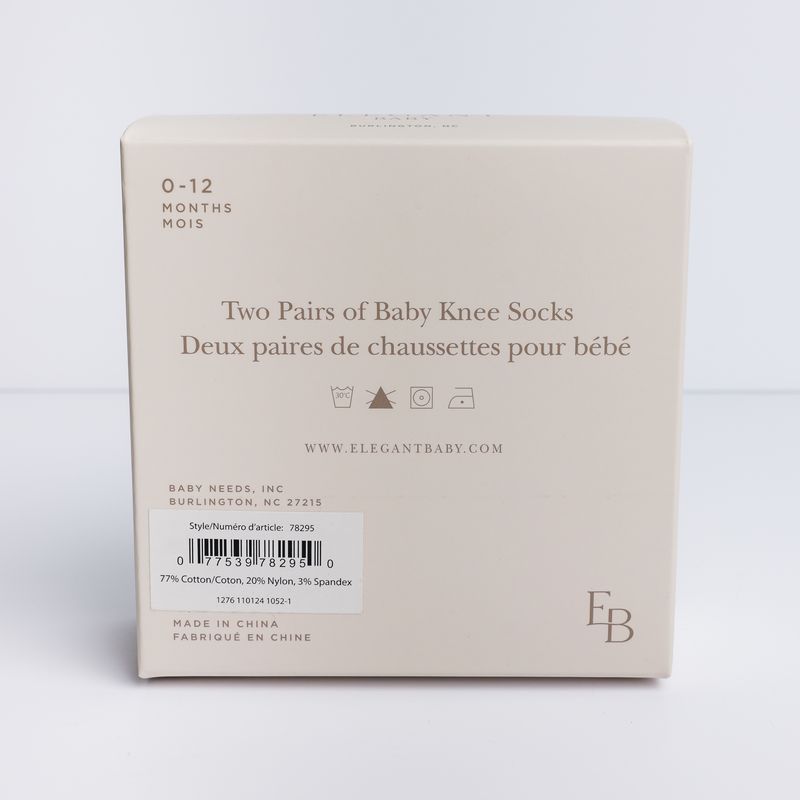 BABY
BURLINGTON, NC
0-12
MONTHS
MOIS
Two Pairs of Baby Knee Socks
Deux paires de chaussettes pour bébé
30°C
WWW.ELEGANTBABY.COM
BABY NEEDS, INC
BURLINGTON, NC 27215
Style/Numéro d'article: 78295
0 77539 78295 0
77% Cotton/Coton, 20% Nylon, 3% Spandex
1276 110124 1052-1
MADE IN CHINA
FABRIQUÉ EN CHINE
EB